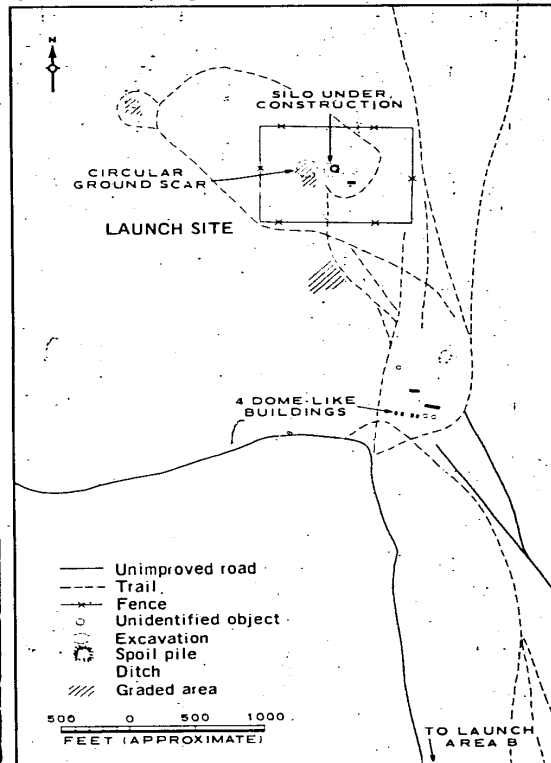 N
SILO UNDER
CONSTRUCTION
CIRCULAR
GROUND SCAR
LAUNCH SITE
4 DOME-LIKE
BUILDINGS
Unimproved road
Trail
Fence
Unidentified object
Excavation
Spoil pile
Ditch
Graded area
500 0 500 1000
FEET (APPROXIMATE)
TO LAUNCH
AREA B